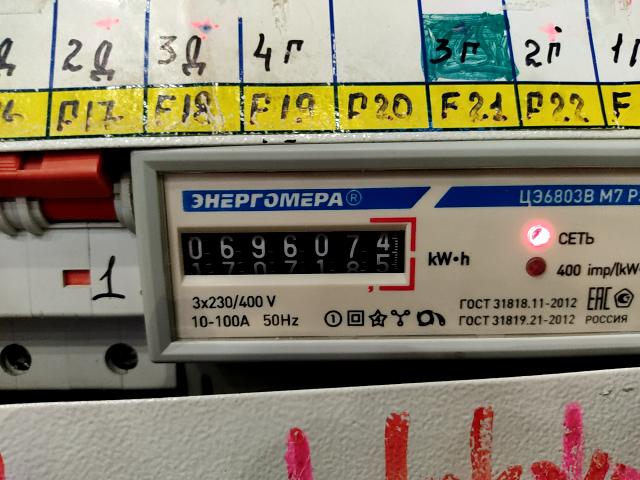 2Д 3Д 4Г 3Г 2Г
F17 F18 F19 F20 F21 F22 F
ЭНЕРГОМЕРА® ЦЭ6803В М7
0696074 kW•h
СЕТЬ
1
400 imp/(kW
3x230/400 V
10-100A 50Hz
ГОСТ 31818.11-2012 ЕАС
ГОСТ 31819.21-2012 РОССИЯ